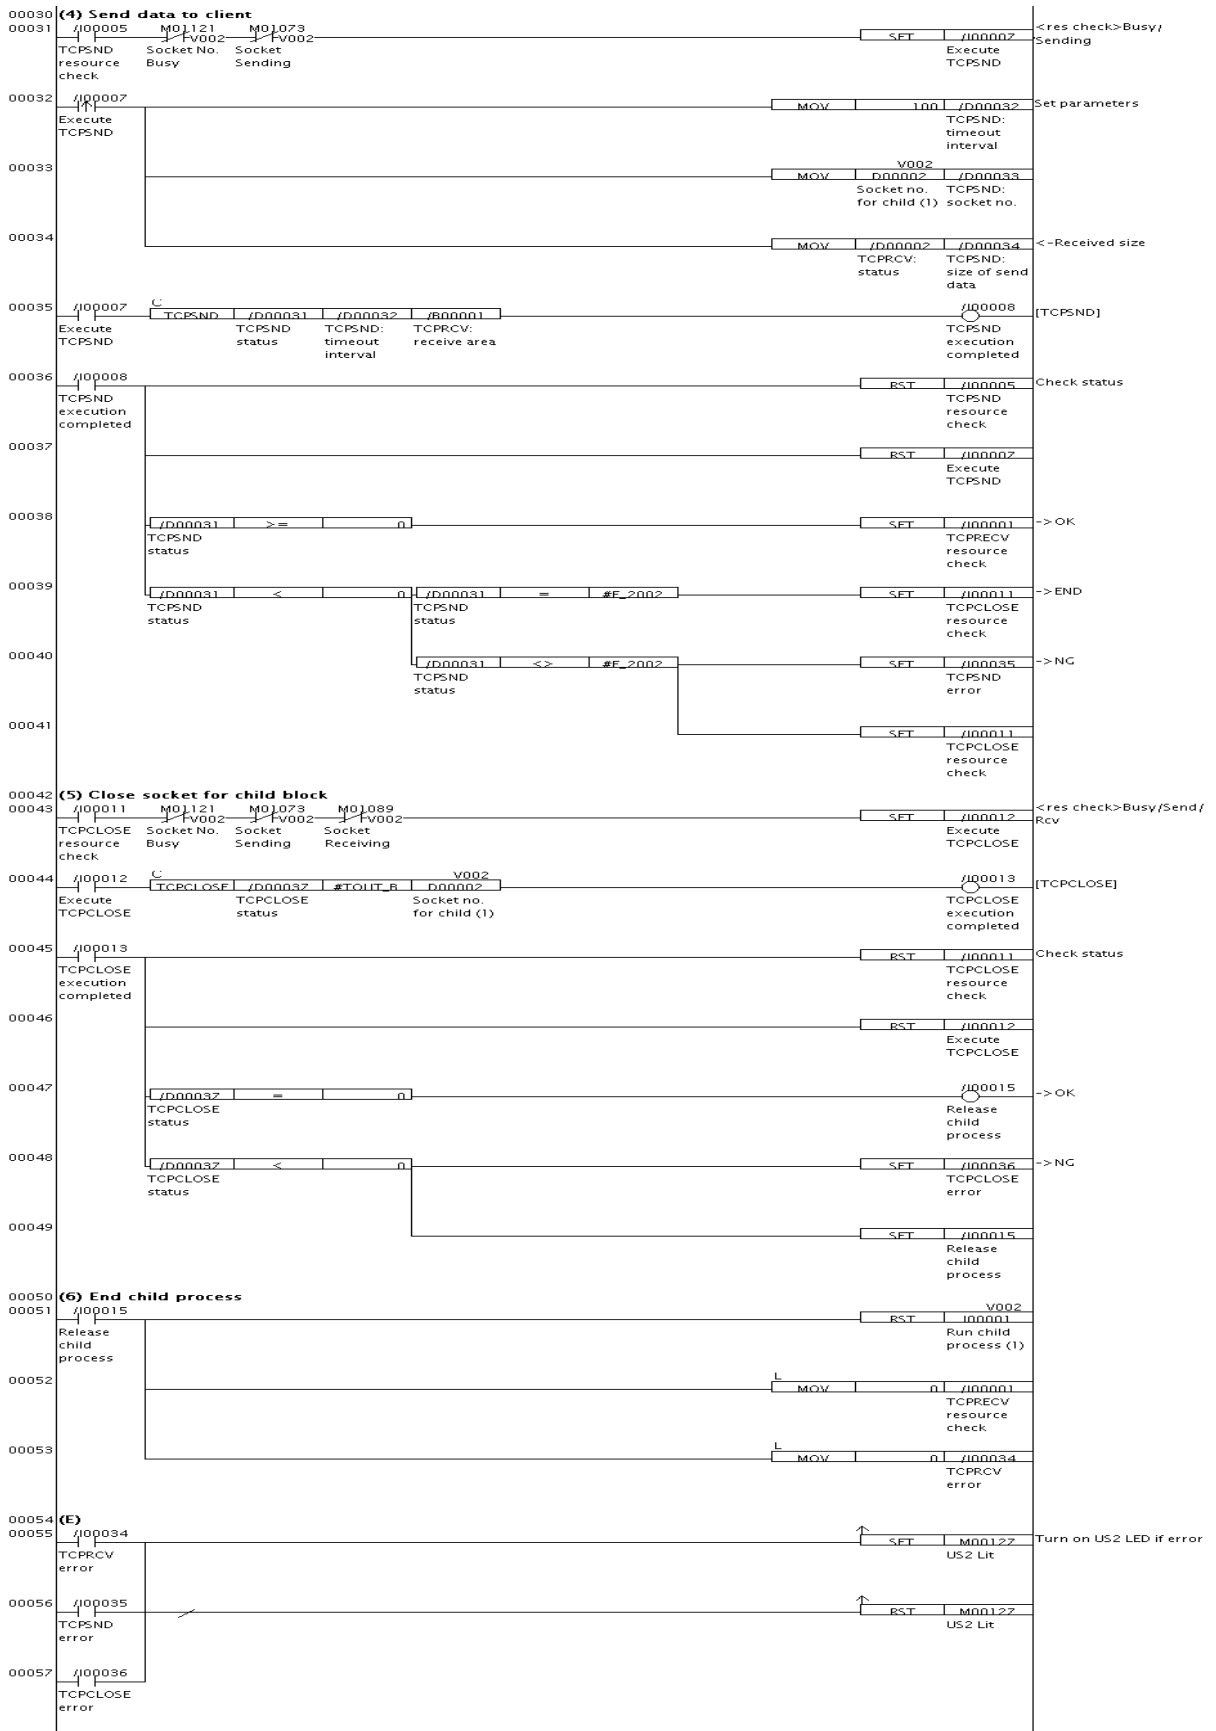 00030 (4) Send data to client
00031 /I00005 M01121 M01073
V002 V002 SET /I00007 <res check>Busy/
Sending
TCPSND Socket No. Socket Execute
resource Busy Sending TCPSND
check
00032 /I00007
MOV 100 /D00032 Set parameters
Execute TCPSND:
TCPSND timeout
interval
00033 V002
MOV D00002 /D00033
Socket no. TCPSND:
for child (1) socket no.
00034 MOV /D00002 /D00034 <-Received size
TCPRCV: TCPSND:
status size of send
data
00035 /I00007 C /I00008
TCPSND /D00031 /D00032 /B00001 [TCPSND]
Execute TCPSND TCPSND: TCPRCV: TCPSND
TCPSND status timeout receive area execution
interval completed
00036 /I00008
RST /I00005 Check status
TCPSND TCPSND
execution resource
completed check
00037 RST /I00007
Execute
TCPSND
00038 /D00031 >= 0 SET /I00001 ->OK
TCPSND TCPRECV
status resource
check
00039 /D00031 < 0 /D00031 = #E_2002 SET /I00011 ->END
TCPSND TCPSND TCPCLOSE
status status resource
check
00040 /D00031 <> #E_2002 SET /I00035 ->NG
TCPSND TCPSND
status error
00041 SET /I00011
TCPCLOSE
resource
check
00042 (5) Close socket for child block
00043 /I00011 M01121 M01073 M01089
V002 V002 V002 SET /I00012 <res check>Busy/Send/
Rcv
TCPCLOSE Socket No. Socket Socket Execute
resource Busy Sending Receiving TCPCLOSE
check
00044 /I00012 C V002 /I00013
TCPCLOSE /D00037 #TOUT_B D00002 [TCPCLOSE]
Execute TCPCLOSE Socket no. TCPCLOSE
TCPCLOSE status for child (1) execution
completed
00045 /I00013
RST /I00011 Check status
TCPCLOSE TCPCLOSE
execution resource
completed check
00046 RST /I00012
Execute
TCPCLOSE
00047 /I00015
/D00037 = 0 ->OK
TCPCLOSE Release
status child
process
00048 /D00037 < 0 SET /I00036 ->NG
TCPCLOSE TCPCLOSE
status error
00049 SET /I00015
Release
child
process
00050 (6) End child process
00051 /I00015 V002
RST I00001
Release Run child
child process (1)
process
00052 L
MOV 0 /I00001
TCPRECV
resource
check
00053 L
MOV 0 /I00034
TCPRCV
error
00054 (E)
00055 /I00034
SET M00127 Turn on US2 LED if error
TCPRCV US2 Lit
error
00056 /I00035
RST M00127
TCPSND US2 Lit
error
00057 /I00036
TCPCLOSE
error